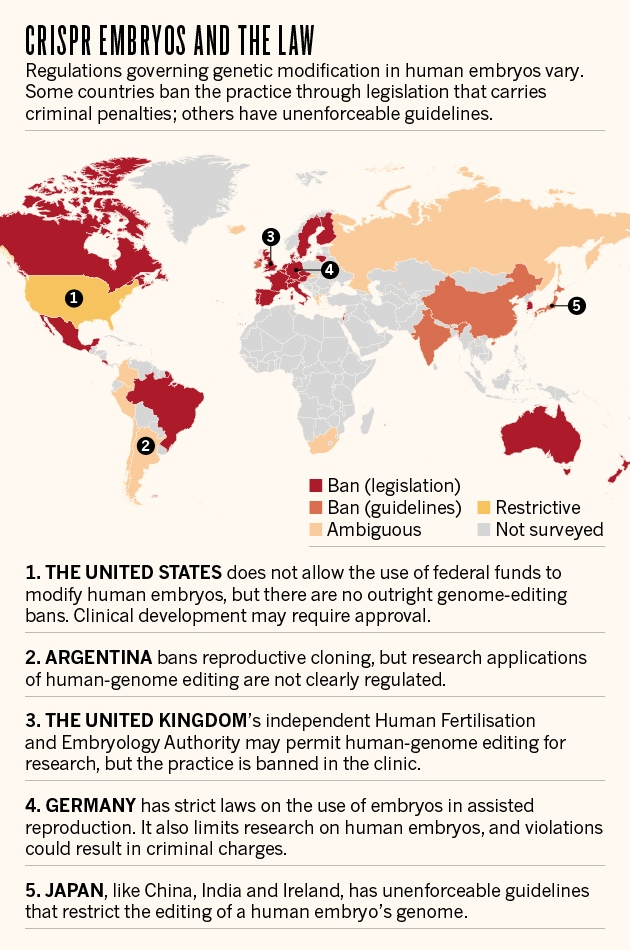 CRISPR EMBRYOS AND THE LAW
Regulations governing genetic modification in human embryos vary.
Some countries ban the practice through legislation that carries
criminal penalties; others have unenforceable guidelines.
3
4
1
5
2
Ban (legislation)
Ban (guidelines)
Restrictive
Ambiguous
Not surveyed
1. THE UNITED STATES does not allow the use of federal funds to
modify human embryos, but there are no outright genome-editing
bans. Clinical development may require approval.
2. ARGENTINA bans reproductive cloning, but research applications
of human-genome editing are not clearly regulated.
3. THE UNITED KINGDOM’s independent Human Fertilisation
and Embryology Authority may permit human-genome editing for
research, but the practice is banned in the clinic.
4. GERMANY has strict laws on the use of embryos in assisted
reproduction. It also limits research on human embryos, and violations
could result in criminal charges.
5. JAPAN, like China, India and Ireland, has unenforceable guidelines
that restrict the editing of a human embryo’s genome.